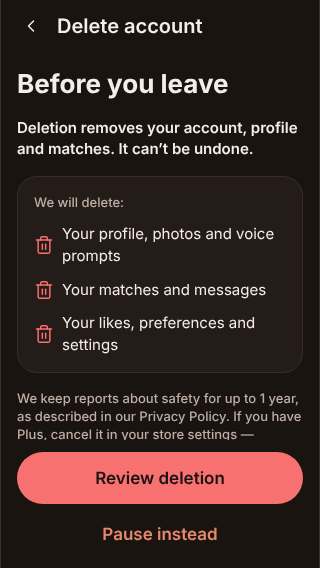 Delete account
Before you leave
Deletion removes your account, profile
and matches. It can’t be undone.
We will delete:
Your profile, photos and voice
prompts
Your matches and messages
Your likes, preferences and
settings
We keep reports about safety for up to 1 year,
as described in our Privacy Policy. If you have
Plus, cancel it in your store settings —
Review deletion
Pause instead